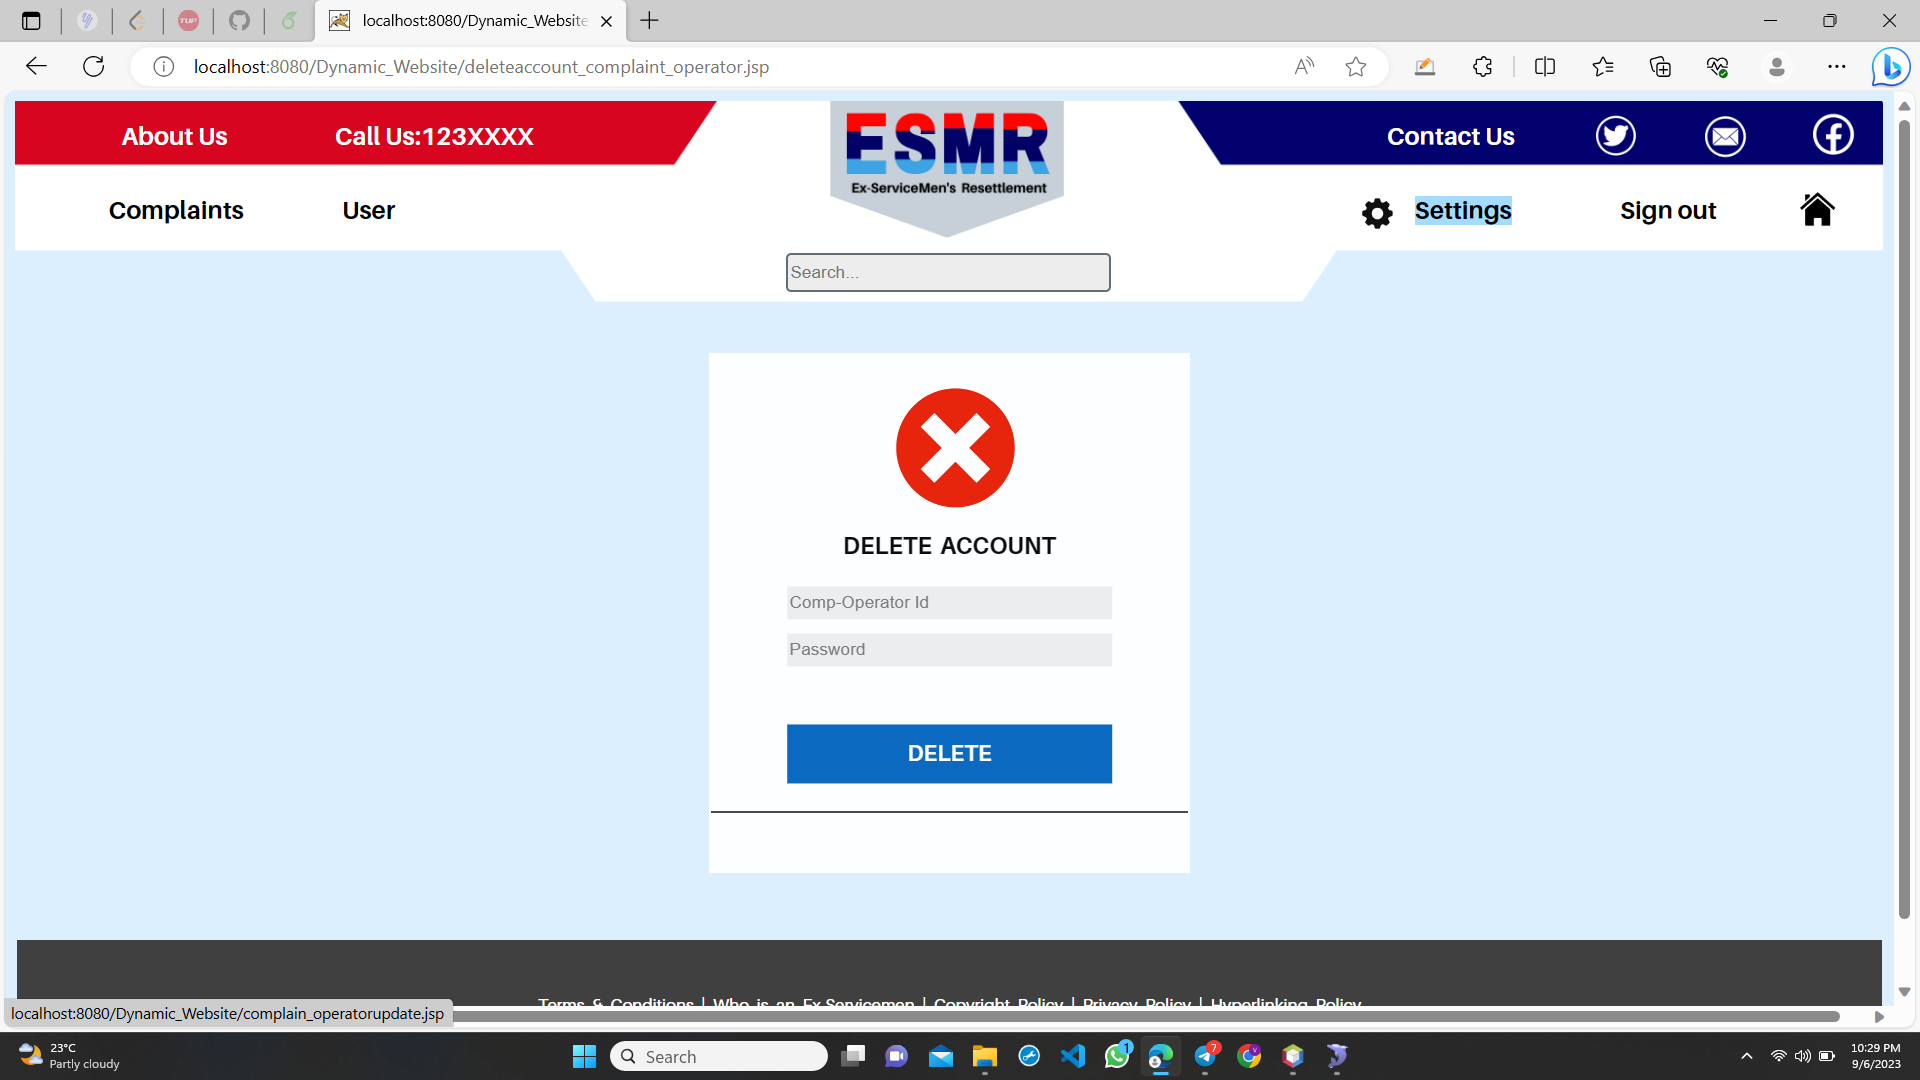 localhost:8080/Dynamic_Website
localhost:8080/Dynamic_Website/deleteaccount_complaint_operator.jsp
About Us
Call Us:123XXXX
ESMR
Ex-ServiceMen's Resettlement
Contact Us
Complaints
User
Settings
Sign out
Search...
DELETE ACCOUNT
Comp-Operator Id
Password
DELETE
Terms & Conditions | Who is an Ex Servicemen | Copyright Policy | Privacy Policy | Hyperlinking Policy
localhost:8080/Dynamic_Website/complain_operatorupdate.jsp
23°C
Partly cloudy
Search
1
7
10:29 PM
9/6/2023